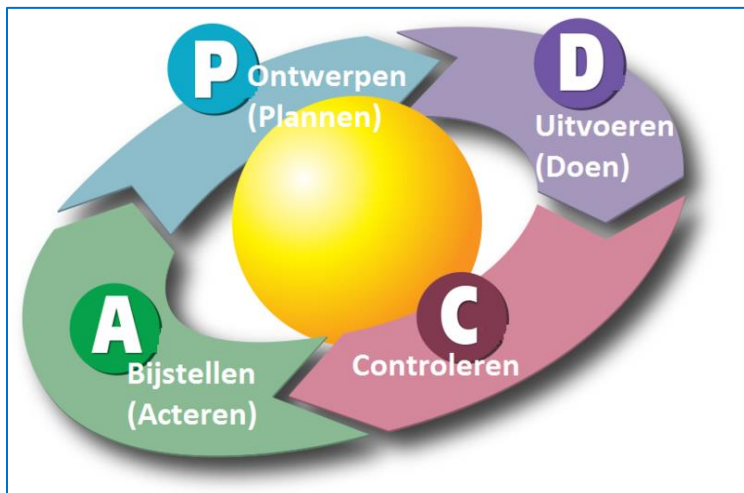 P
Ontwerpen
(Plannen)
D
Uitvoeren
(Doen)
C
Controleren
A
Bijstellen
(Acteren)